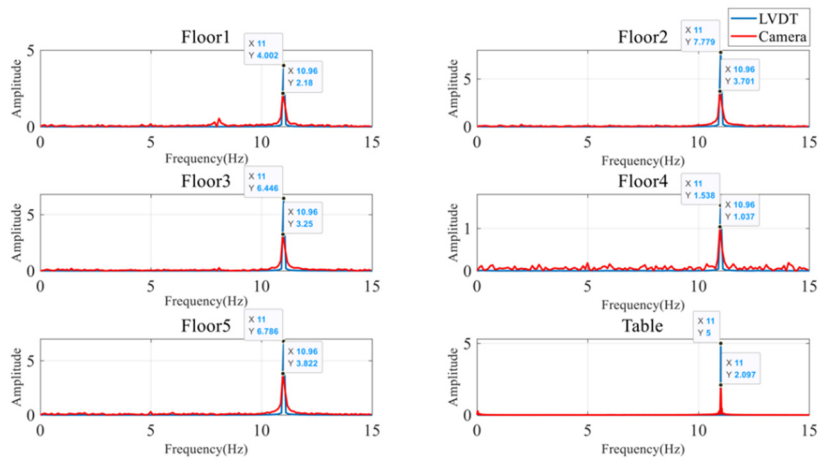 LVDT
Camera
Floor1
X 11
Y 4.002
X 10.96
Y 2.18
Amplitude
5
0
0
5
10
15
Frequency(Hz)
Floor2
X 11
Y 7.779
X 10.96
Y 3.701
Amplitude
5
0
0
5
10
15
Frequency(Hz)
Floor3
X 11
Y 6.446
X 10.96
Y 3.25
Amplitude
5
0
0
5
10
15
Frequency(Hz)
Floor4
X 11
Y 1.538
X 10.96
Y 1.037
Amplitude
1
0
0
5
10
15
Frequency(Hz)
Floor5
X 11
Y 6.786
X 10.96
Y 3.822
Amplitude
5
0
0
5
10
15
Frequency(Hz)
Table
X 11
Y 5
X 11
Y 2.097
Amplitude
5
0
0
5
10
15
Frequency(Hz)